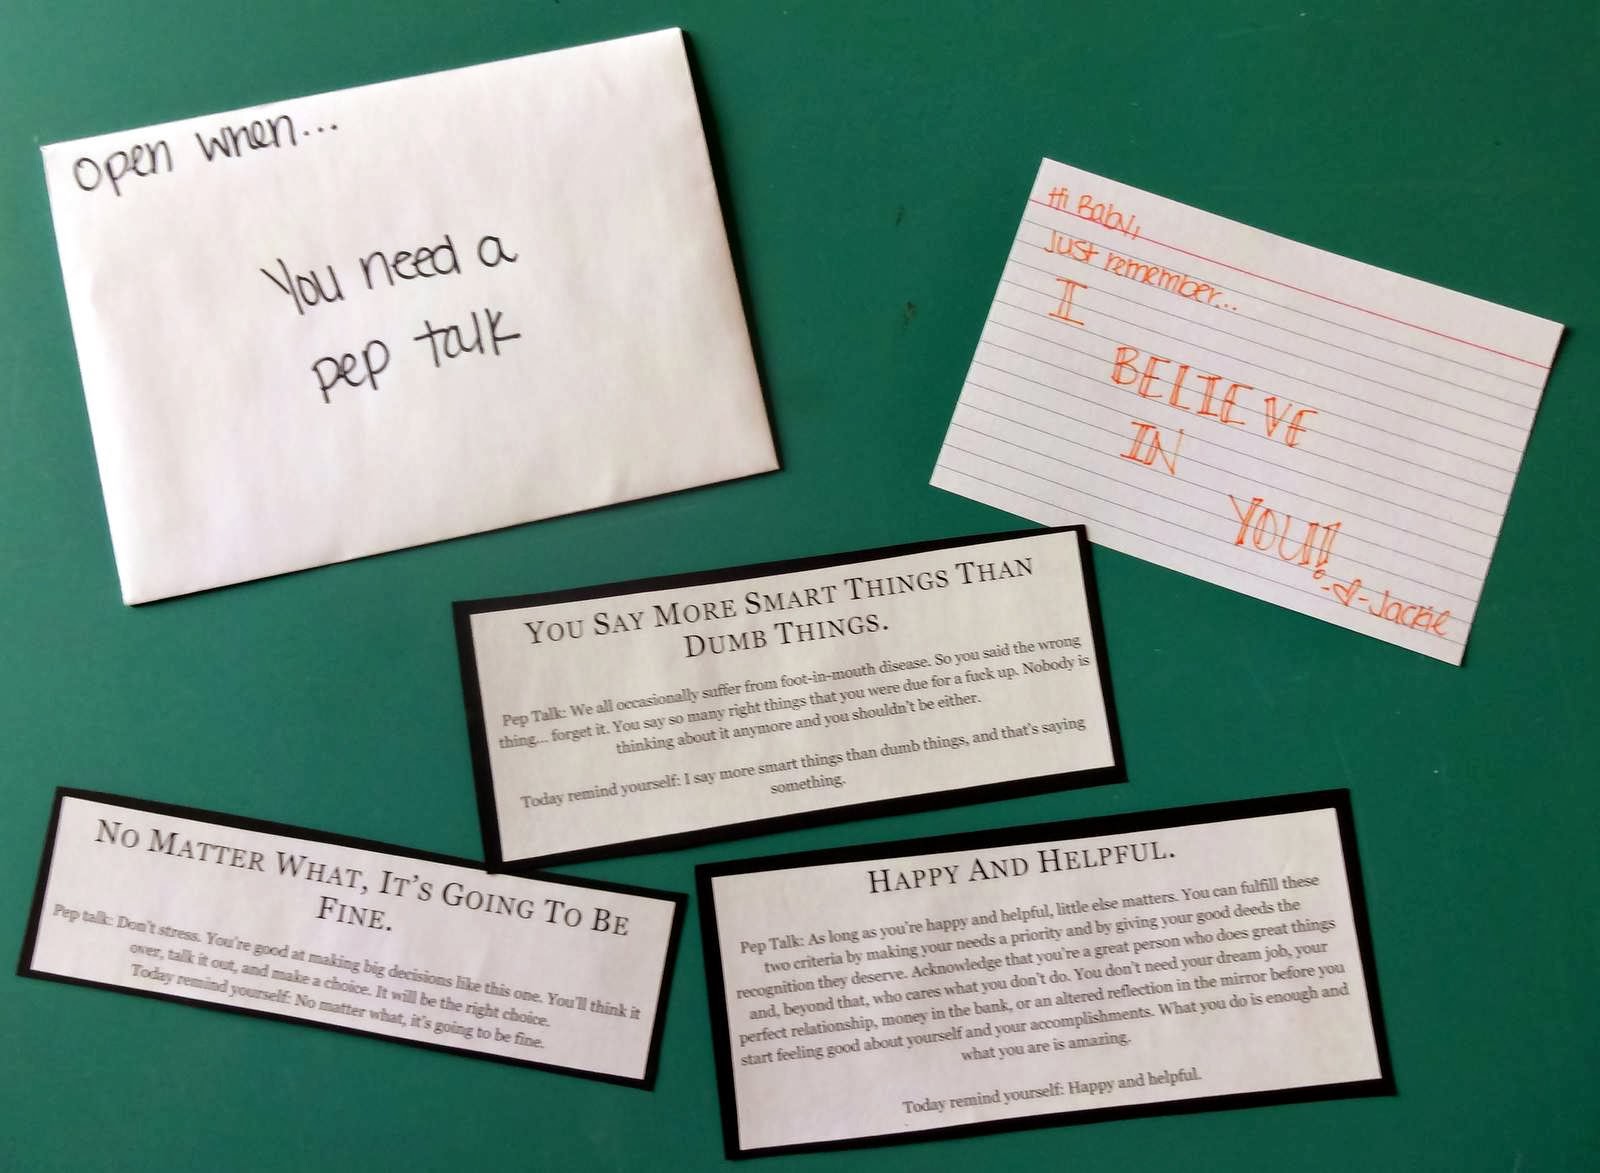 Open When...
You need a
pep talk
Hi Baby,
Just remember...
I
BELIEVE
IN
YOU!!
-Jackie
You Say More Smart Things Than
Dumb Things.
Pep Talk: We all occasionally suffer from foot-in-mouth disease. So you said the wrong
thing... forget it. You say so many right things that you were due for a fuck up. Nobody is
thinking about it anymore and you shouldn't be either.
Today remind yourself: I say more smart things than dumb things, and that's saying
something.
No Matter What, It's Going To Be
Fine.
Pep talk: Don't stress. You're good at making big decisions like this one. You'll think it
over, talk it out, and make a choice. It will be the right choice.
Today remind yourself: No matter what, it's going to be fine.
Happy And Helpful.
Pep Talk: As long as you're happy and helpful, little else matters. You can fulfill these
two criteria by making your needs a priority and by giving your good deeds the
recognition they deserve. Acknowledge that you're a great person who does great things
and, beyond that, who cares what you don't do. You don't need your dream job, your
perfect relationship, money in the bank, or an altered reflection in the mirror before you
start feeling good about yourself and your accomplishments. What you do is enough and
what you are is amazing.
Today remind yourself: Happy and helpful.